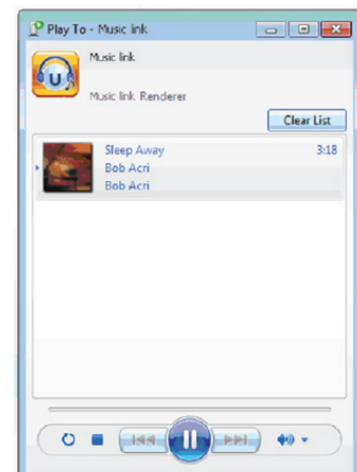 Play To - Music link
Music link
Music link Renderer
Clear List
Sleep Away 3:18
Bob Acri
Bob Acri